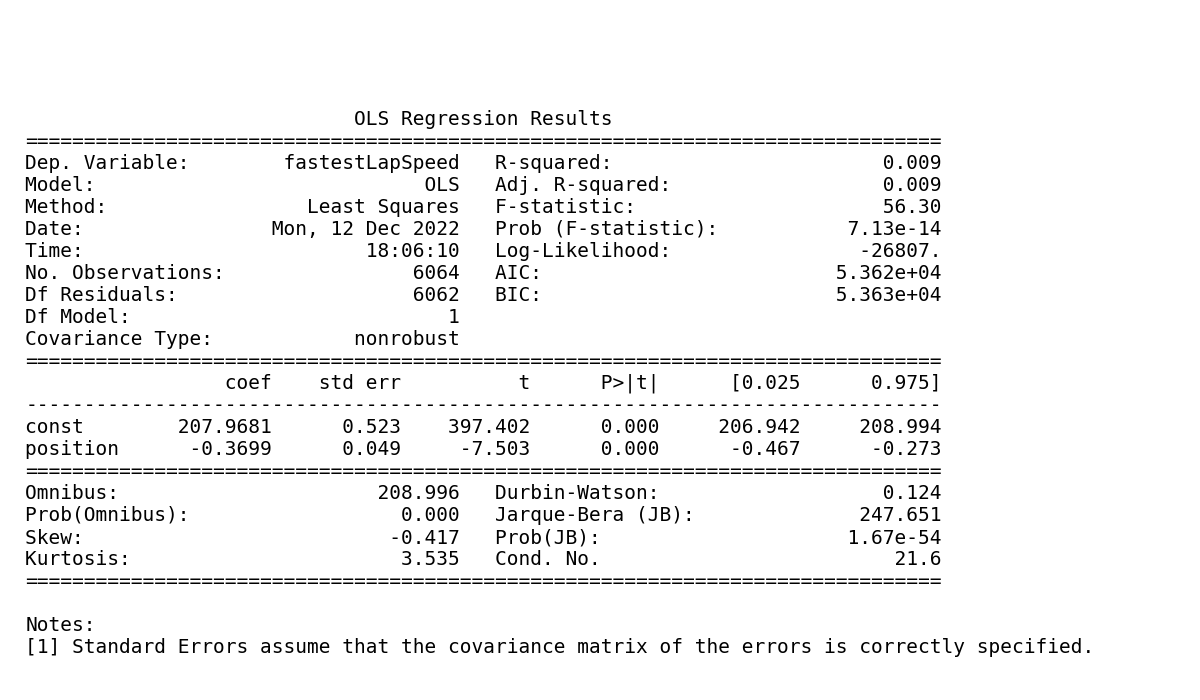 OLS Regression Results
==============================================================================
Dep. Variable:        fastestLapSpeed   R-squared:                       0.009
Model:                            OLS   Adj. R-squared:                  0.009
Method:                 Least Squares   F-statistic:                     56.30
Date:                Mon, 12 Dec 2022   Prob (F-statistic):           7.13e-14
Time:                        18:06:10   Log-Likelihood:                -26807.
No. Observations:                6064   AIC:                         5.362e+04
Df Residuals:                    6062   BIC:                         5.363e+04
Df Model:                           1
Covariance Type:            nonrobust
==============================================================================
                 coef    std err          t      P>|t|      [0.025      0.975]
------------------------------------------------------------------------------
const        207.9681      0.523    397.402      0.000     206.942     208.994
position      -0.3699      0.049     -7.503      0.000      -0.467      -0.273
==============================================================================
Omnibus:                      208.996   Durbin-Watson:                   0.124
Prob(Omnibus):                  0.000   Jarque-Bera (JB):              247.651
Skew:                          -0.417   Prob(JB):                     1.67e-54
Kurtosis:                       3.535   Cond. No.                         21.6
==============================================================================

Notes:
[1] Standard Errors assume that the covariance matrix of the errors is correctly specified.